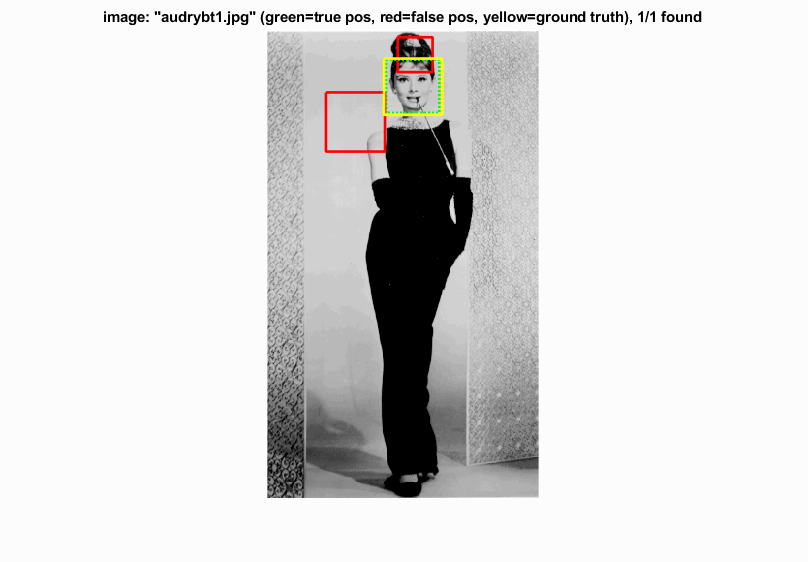 image: "audrybt1.jpg" (green=true pos, red=false pos, yellow=ground truth), 1/1 found